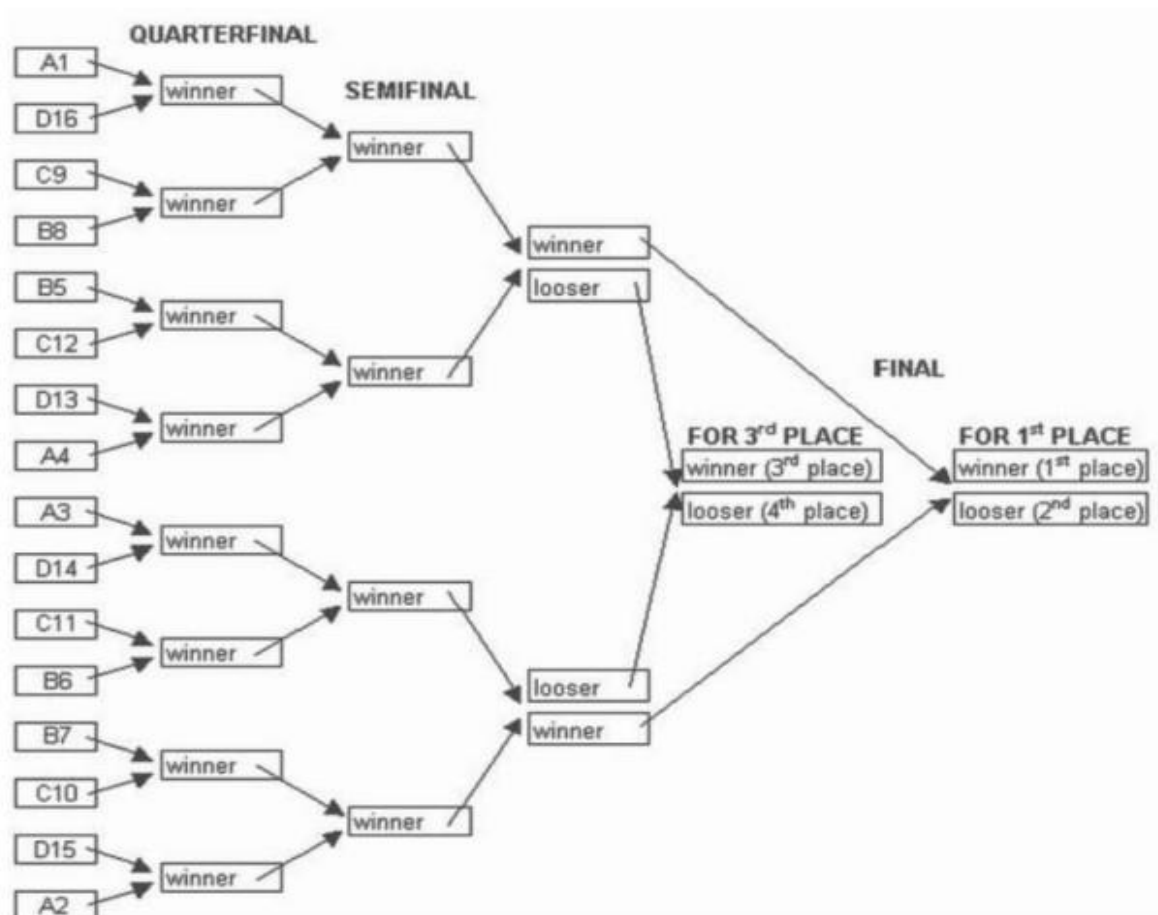 QUARTERFINAL
A1
winner
SEMIFINAL
D16
winner
C9
winner
B8
winner
looser
B5
winner
C12
winner
FINAL
D13
winner
FOR 3rd PLACE
FOR 1st PLACE
A4
winner (3rd place)
winner (1st place)
looser (4th place)
looser (2nd place)
A3
winner
D14
winner
C11
winner
B6
looser
winner
B7
winner
C10
winner
D15
winner
A2